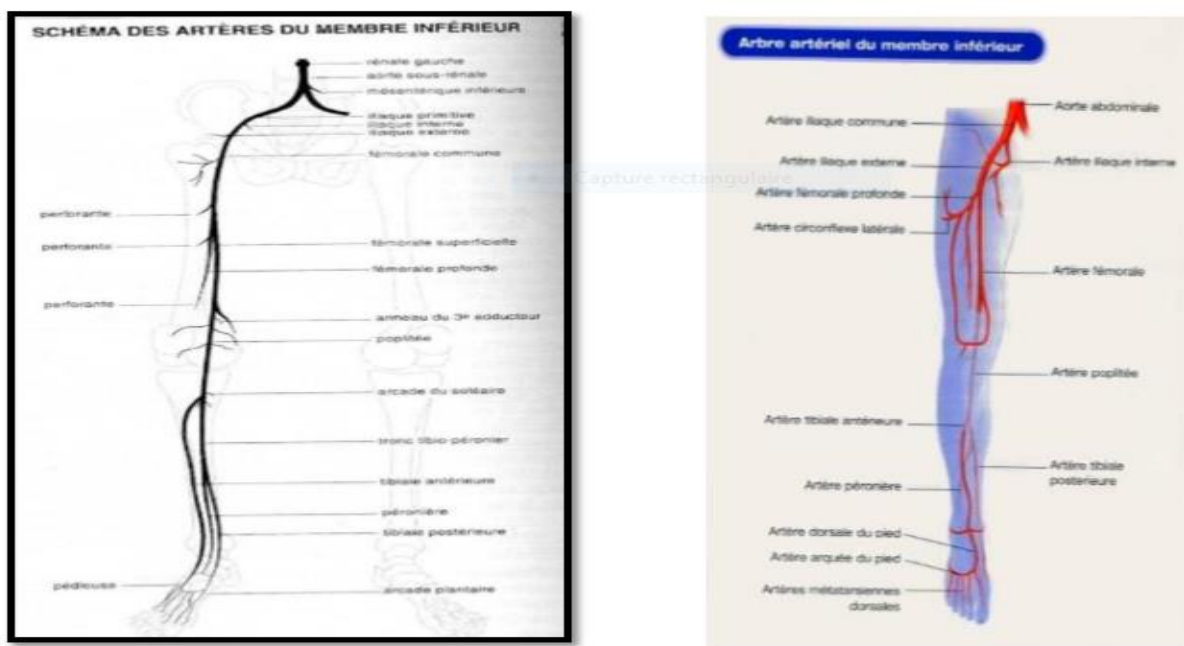 SCHÉMA DES ARTÈRES DU MEMBRE INFÉRIEUR
rénale gauche
aorte sous-rénale
mésentérique inférieure
iliaque primitive
iliaque interne
iliaque externe
fémorale commune
perforante
perforante
fémorale superficielle
fémorale profonde
perforante
anneau du 3e adducteur
poplitée
arcade du soléaire
tronc tibio-péronier
tibiale antérieure
péronière
tibiale postérieure
pédieuse
arcade plantaire
Capture rectangulaire
Arbre artériel du membre inférieur
Aorte abdominale
Artère iliaque commune
Artère iliaque externe
Artère iliaque interne
Artère fémorale profonde
Artère circonflexe latérale
Artère fémorale
Artère poplitée
Artère tibiale antérieure
Artère tibiale
posterieure
Artère péronière
Artère dorsale du pied
Artère arquée du pied
Artères métatarsiennes
dorsales